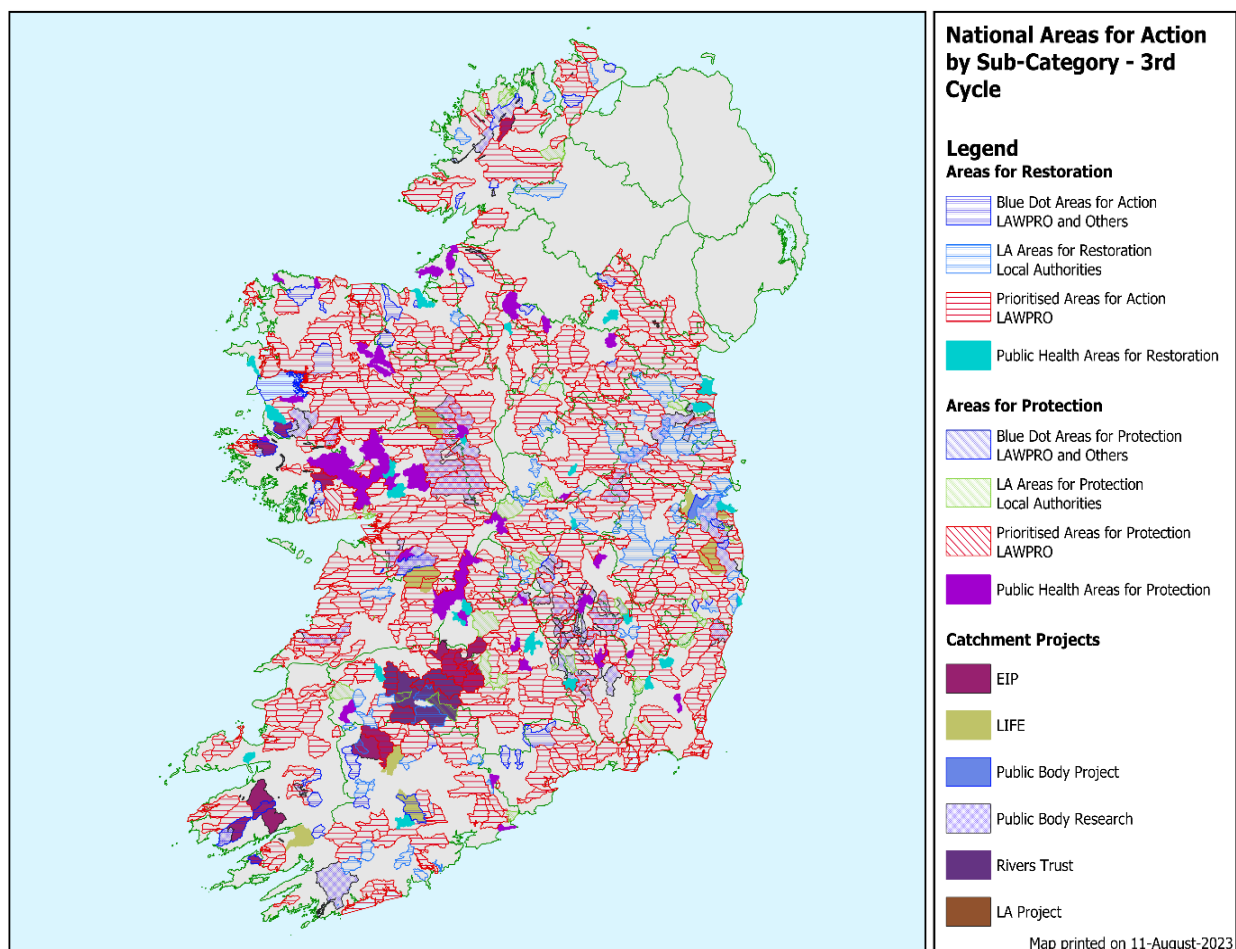 National Areas for Action
by Sub-Category - 3rd
Cycle
Legend
Areas for Restoration
Blue Dot Areas for Action
LAWPRO and Others
LA Areas for Restoration
Local Authorities
Prioritised Areas for Action
LAWPRO
Public Health Areas for Restoration
Areas for Protection
Blue Dot Areas for Protection
LAWPRO and Others
LA Areas for Protection
Local Authorities
Prioritised Areas for Protection
LAWPRO
Public Health Areas for Protection
Catchment Projects
EIP
LIFE
Public Body Project
Public Body Research
Rivers Trust
LA Project
Map printed on 11-August-2023